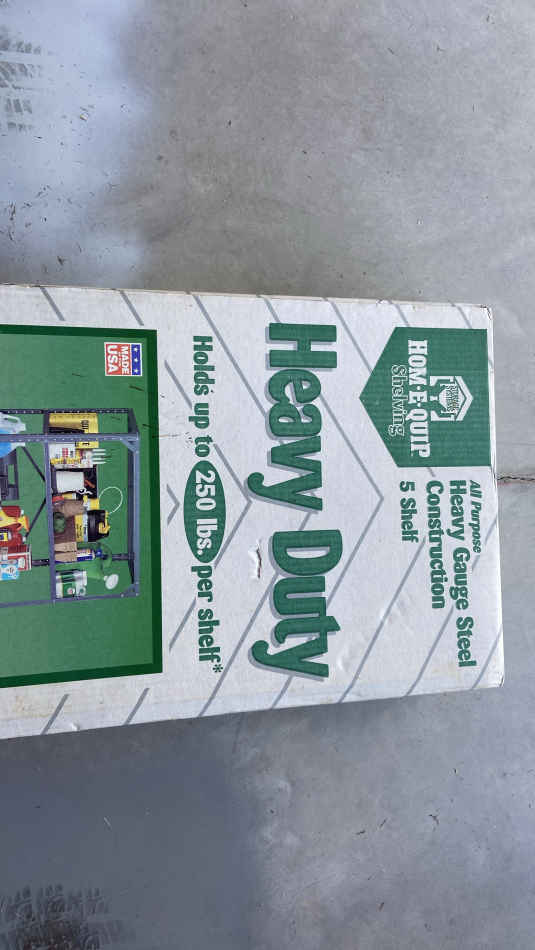 HOM·E·QUIP
Shelving
All Purpose
Heavy Gauge Steel
Construction
5 Shelf
Heavy Duty
Holds up to 250 lbs. per shelf*
MADE
USA